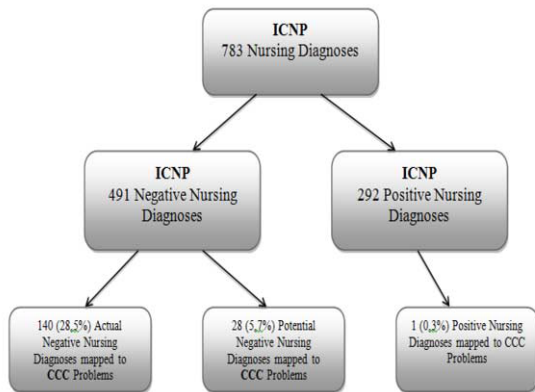 ICNP
783 Nursing Diagnoses
ICNP
491 Negative Nursing
Diagnoses
ICNP
292 Positive Nursing
Diagnoses
140 (28,5%) Actual
Negative Nursing
Diagnoses mapped to
CCC Problems
28 (5,7%) Potential
Negative Nursing
Diagnoses mapped to
CCC Problems
1 (0,3%) Positive Nursing
Diagnoses mapped to CCC
Problems